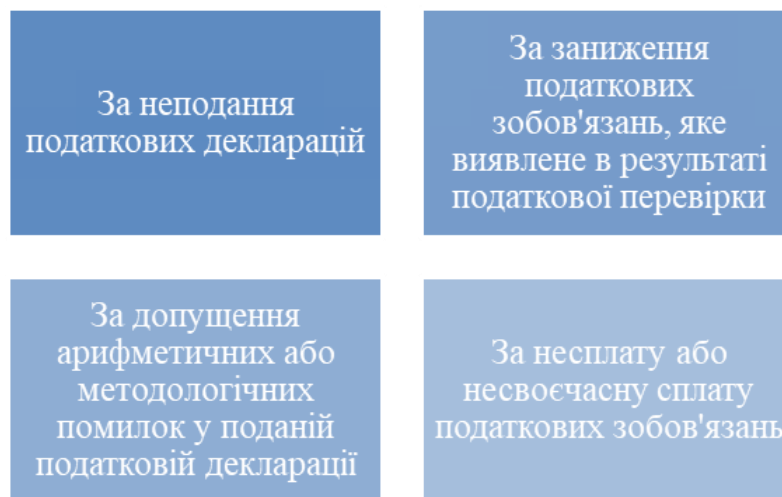 За неподання
податкових декларацій
За заниження
податкових
зобов'язань, яке
виявлене в результаті
податкової перевірки
За допущення
арифметичних або
методологічних
помилок у поданій
податковій декларації
За несплату або
несвоєчасну сплату
податкових зобов'язань